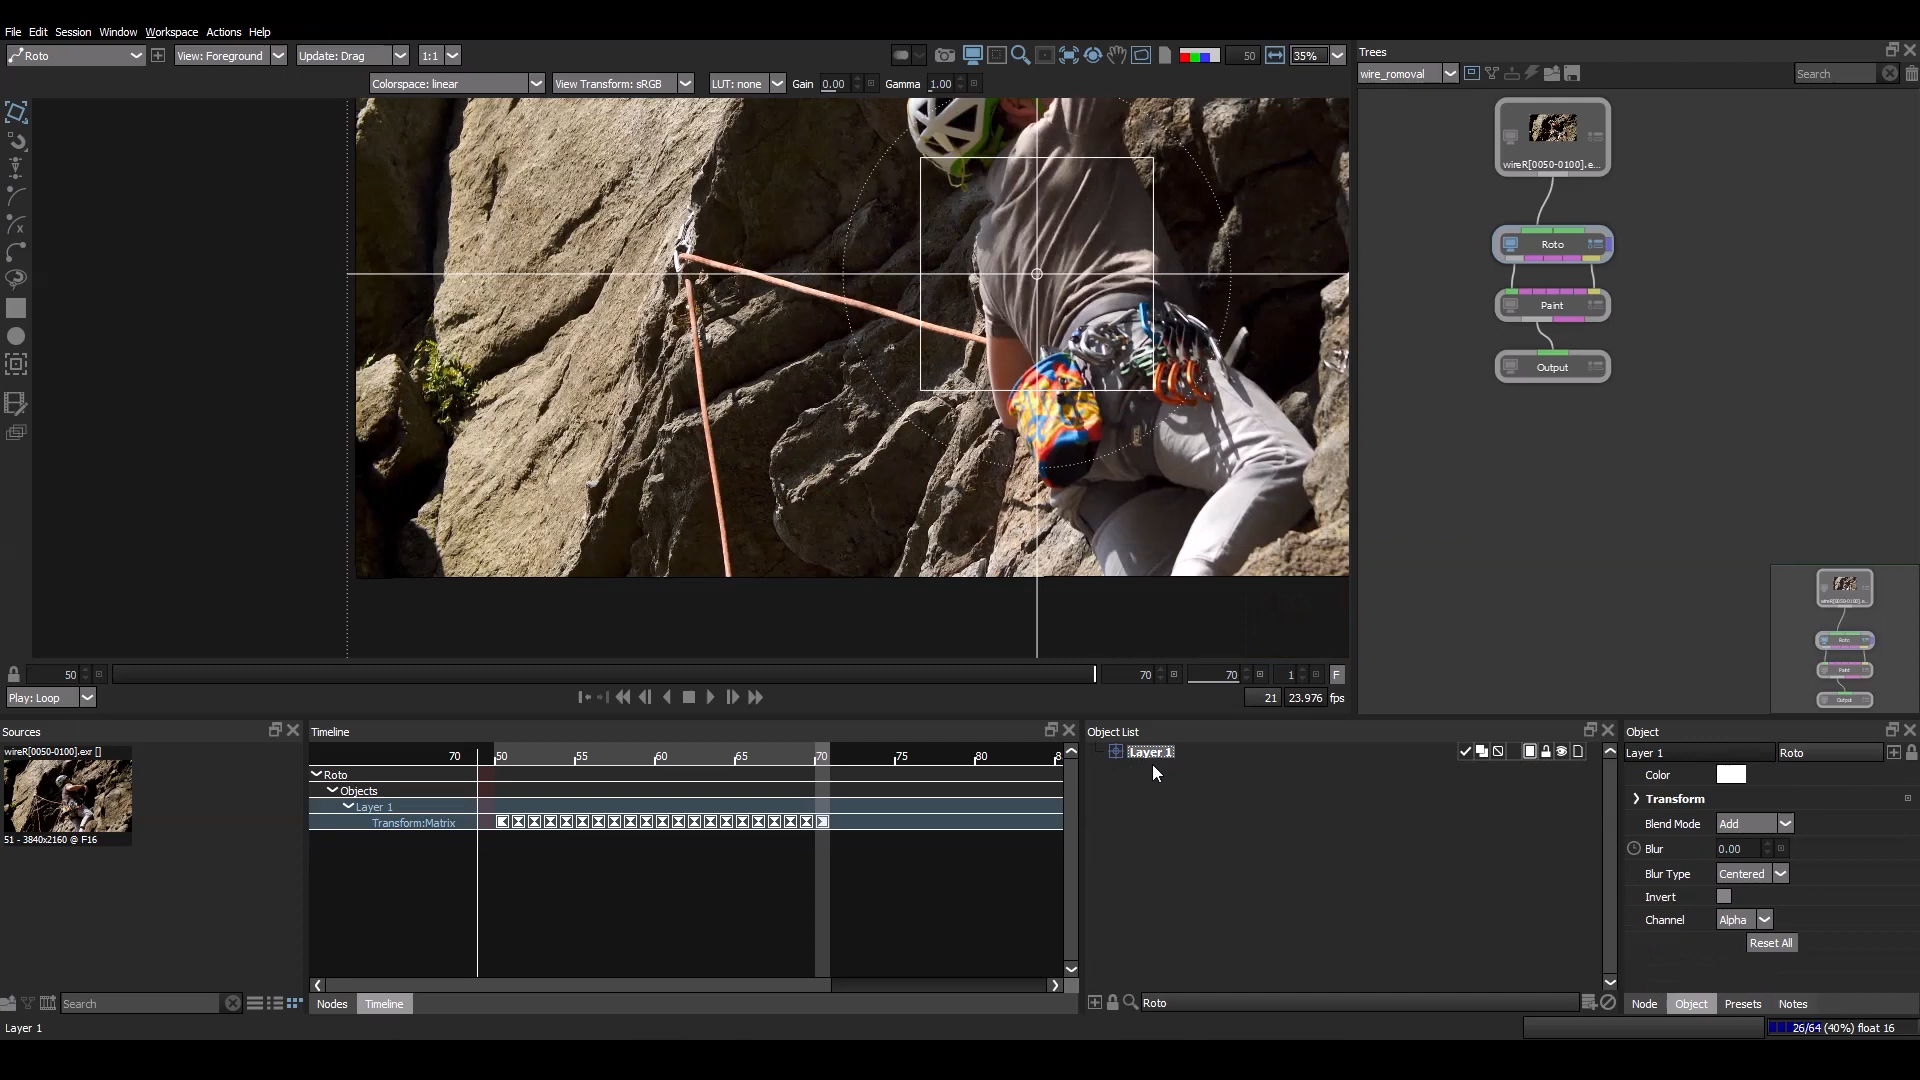 File Edit Session Window Workspace Actions Help
Roto View: Foreground Update: Drag 1:1 50 35%
Colorspace: linear View Transform: sRGB LUT: none Gain 0.00 Gamma 1.00
Trees
wire_romoval Search
wireR[0050-0100].e...
Roto
Paint
Output
Roto
Paint
Output
50 70 70 1 F
Play: Loop 21 23.976 fps
Sources
wireR[0050-0100].exr []
51 - 3840x2160 @ F16
Search
Layer 1
Timeline
70 50 55 60 65 70 75 80 8
Roto
Objects
Layer 1
Transform:Matrix
Nodes Timeline
Object List
Layer 1
Roto
Object
Layer 1 Roto
Color
Transform
Blend Mode Add
Blur 0.00
Blur Type Centered
Invert
Channel Alpha
Reset All
Node Object Presets Notes
26/64 (40%) float 16